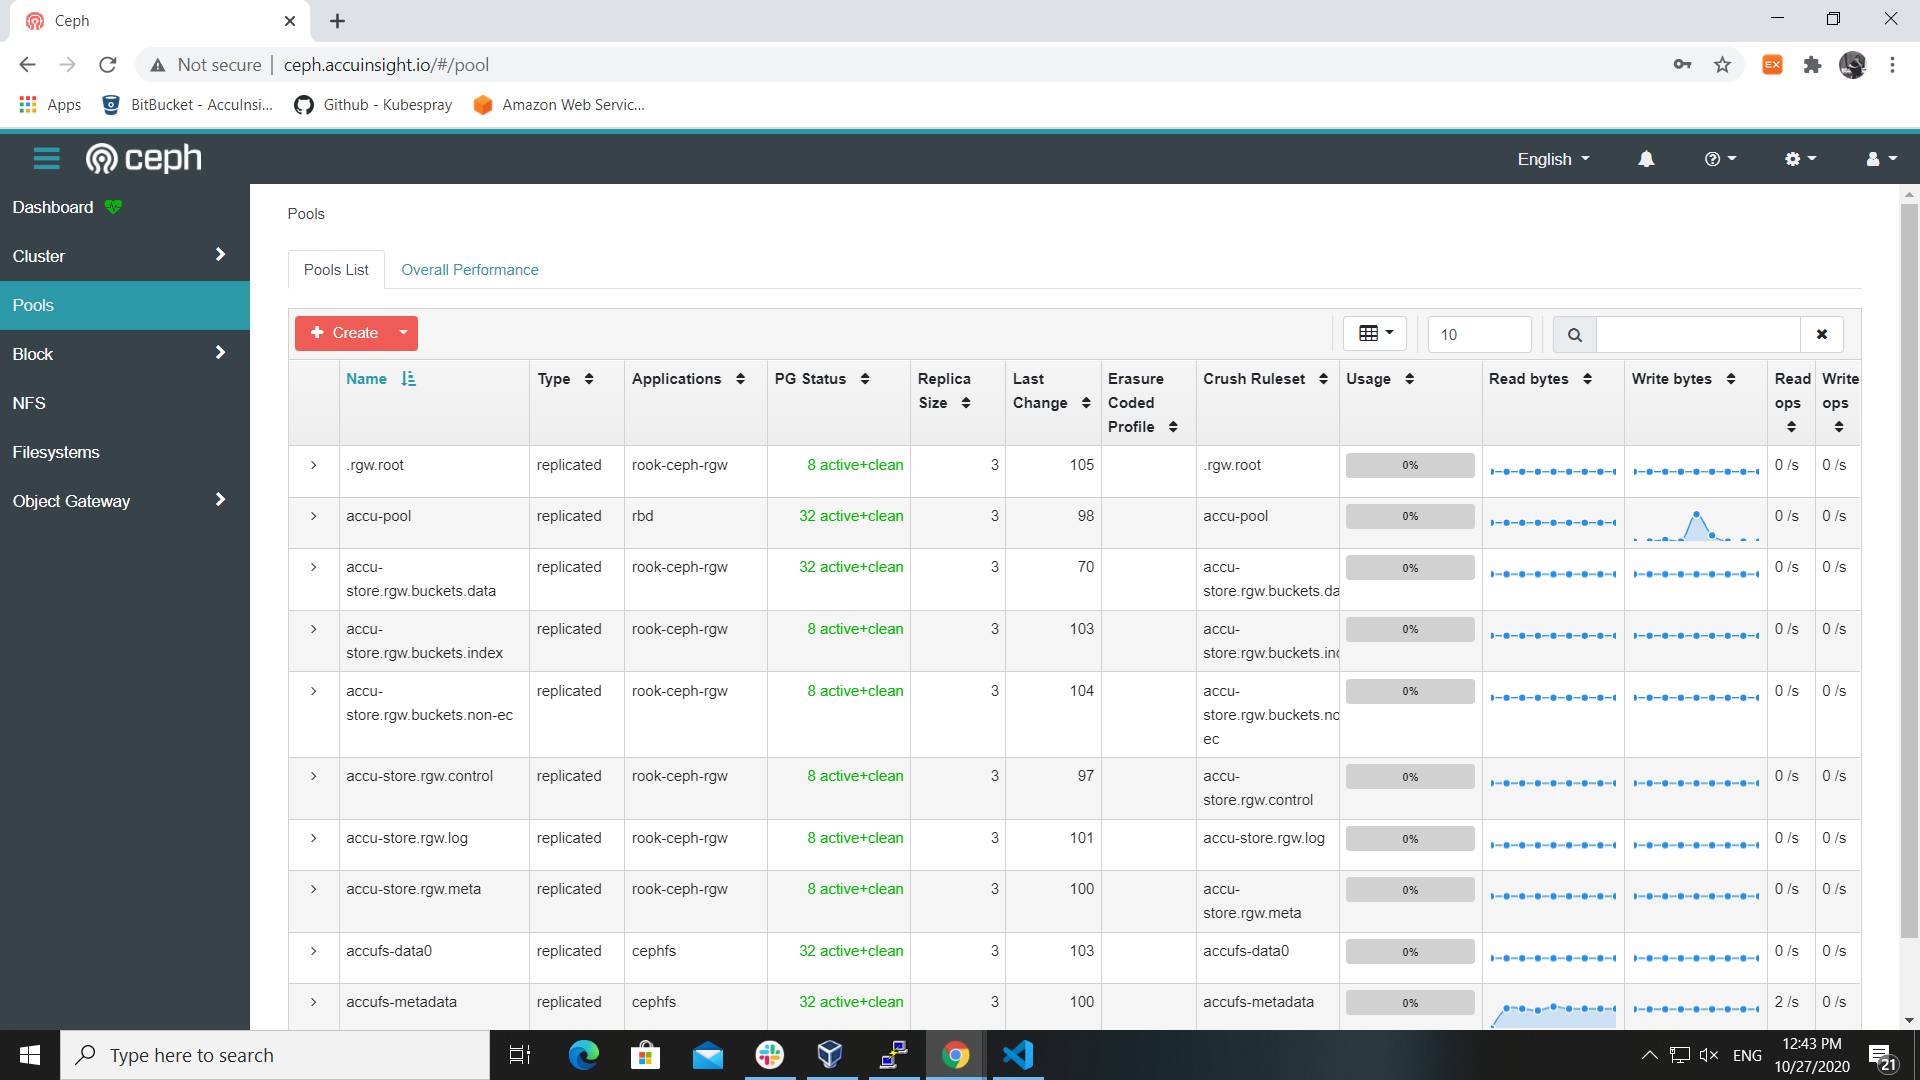 Ceph
Not secure | ceph.accuinsight.io/#/pool
EX
Apps
BitBucket - AccuInsi...
Github - Kubespray
Amazon Web Servic...
ceph
English
Dashboard
Cluster
Pools
Block
NFS
Filesystems
Object Gateway
Pools
Pools List
Overall Performance
Create
10
Name Type Applications PG Status Replica Size Last Change Erasure Coded Profile Crush Ruleset Usage Read bytes Write bytes Read ops Write ops
.rgw.root replicated rook-ceph-rgw 8 active+clean 3 105 .rgw.root 0% 0 /s 0 /s
accu-pool replicated rbd 32 active+clean 3 98 accu-pool 0% 0 /s 0 /s
accu- replicated rook-ceph-rgw 32 active+clean 3 70 accu- 0% 0 /s 0 /s
store.rgw.buckets.data store.rgw.buckets.da
accu- replicated rook-ceph-rgw 8 active+clean 3 103 accu- 0% 0 /s 0 /s
store.rgw.buckets.index store.rgw.buckets.ind
accu- replicated rook-ceph-rgw 8 active+clean 3 104 accu- 0% 0 /s 0 /s
store.rgw.buckets.non-ec store.rgw.buckets.no
ec
accu-store.rgw.control replicated rook-ceph-rgw 8 active+clean 3 97 accu- 0% 0 /s 0 /s
store.rgw.control
accu-store.rgw.log replicated rook-ceph-rgw 8 active+clean 3 101 accu-store.rgw.log 0% 0 /s 0 /s
accu-store.rgw.meta replicated rook-ceph-rgw 8 active+clean 3 100 accu- 0% 0 /s 0 /s
store.rgw.meta
accufs-data0 replicated cephfs 32 active+clean 3 103 accufs-data0 0% 0 /s 0 /s
accufs-metadata replicated cephfs 32 active+clean 3 100 accufs-metadata 0% 2 /s 0 /s
Type here to search
ENG
12:43 PM
10/27/2020
21